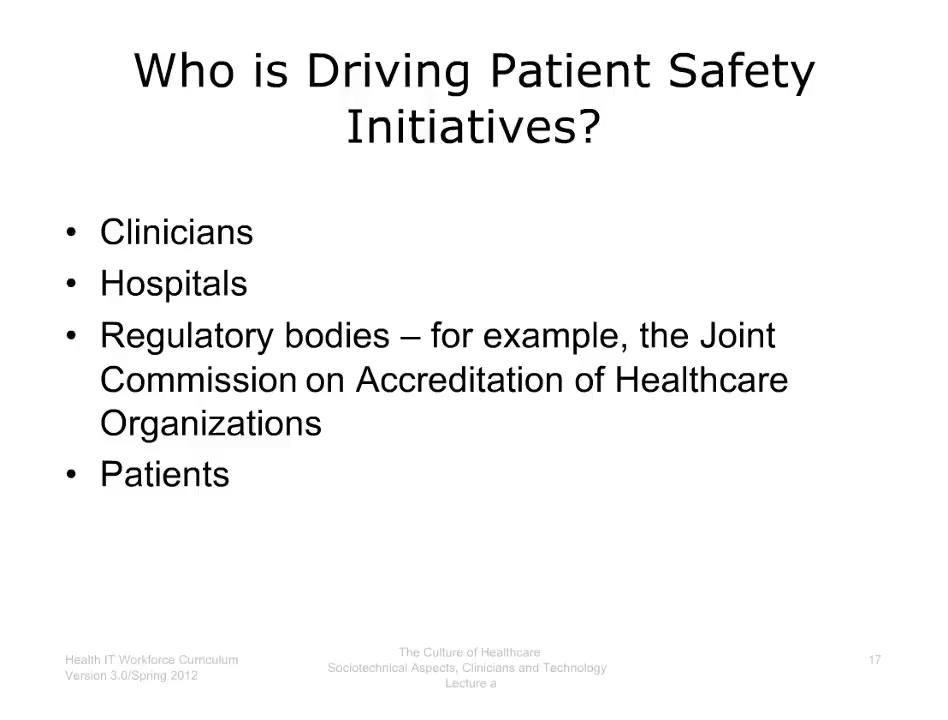 Who is Driving Patient Safety
Initiatives?
• Clinicians
• Hospitals
• Regulatory bodies – for example, the Joint
Commission on Accreditation of Healthcare
Organizations
• Patients
Health IT Workforce Curriculum
Version 3.0/Spring 2012
The Culture of Healthcare
Sociotechnical Aspects, Clinicians and Technology
Lecture a
17